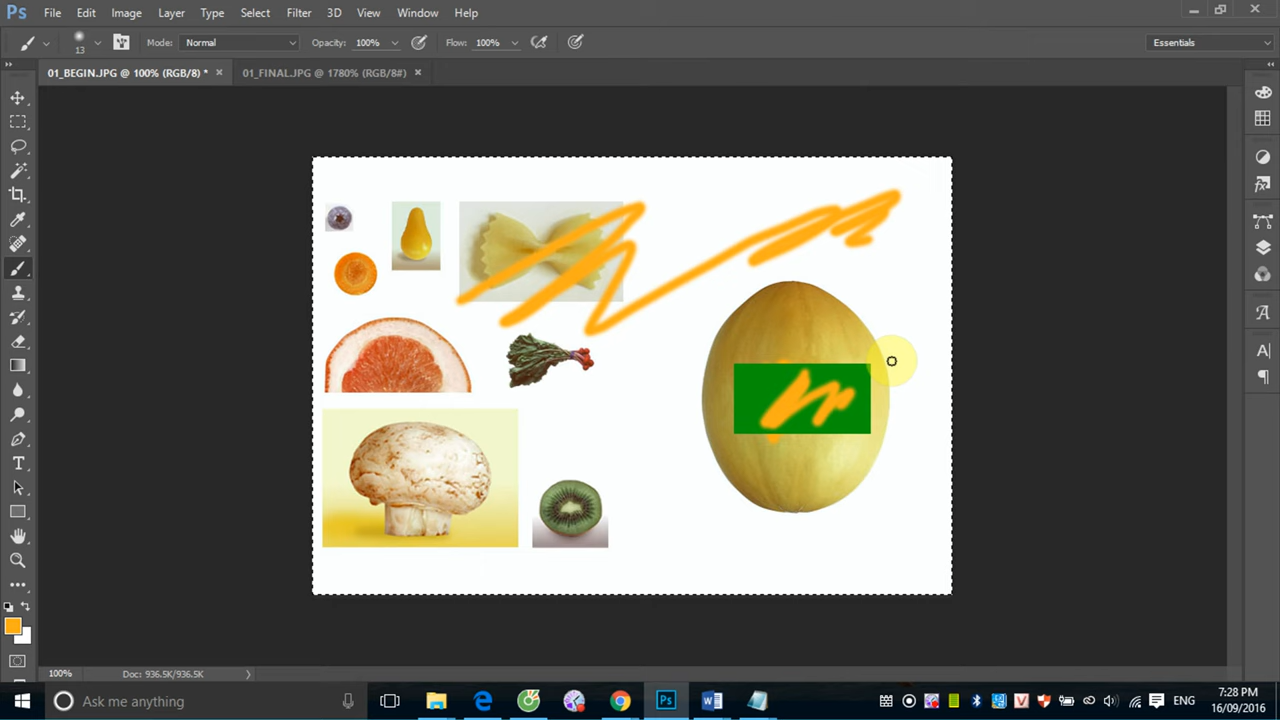 Ps File Edit Image Layer Type Select Filter 3D View Window Help
13 Mode: Normal Opacity: 100% Flow: 100% Essentials
01_BEGIN.JPG @ 100% (RGB/8) * × 01_FINAL.JPG @ 1780% (RGB/8#) ×
100% Doc: 936.5K/936.5K
Ask me anything ENG 7:28 PM
16/09/2016